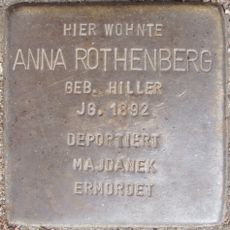 HIER WOHNTE
ANNA ROTHENBERG
GEB. HILLER
JG. 1892
DEPORTIERT
MAJDANEK
ERMORDET